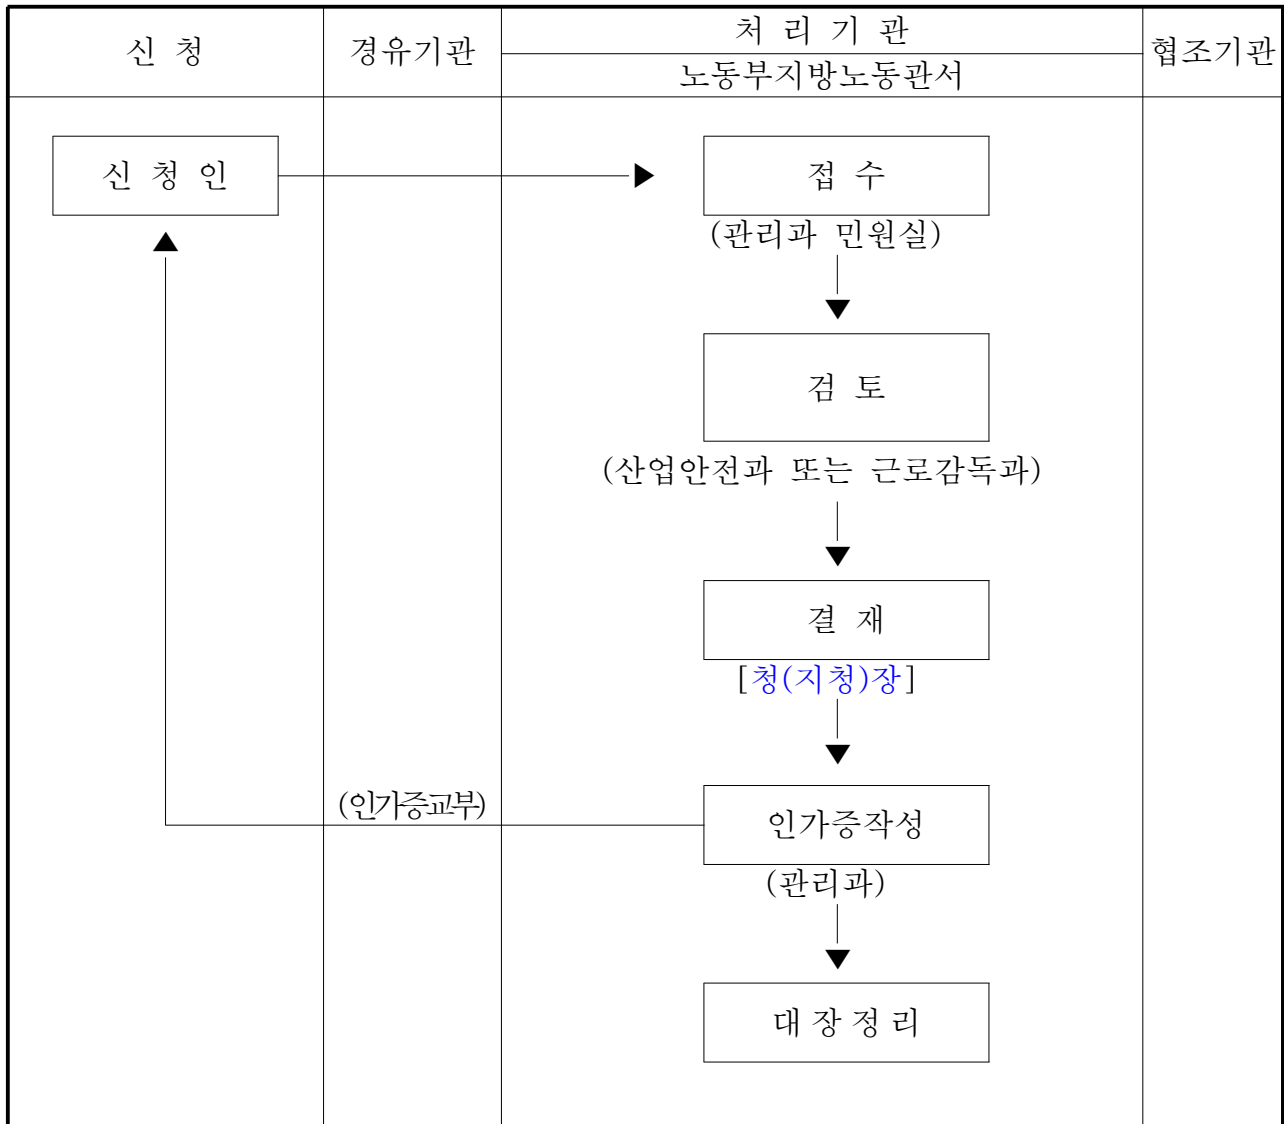 신 청
경유기관
처 리 기 관
노동부지방노동관서
협조기관
신 청 인
접 수
(관리과 민원실)
검 토
(산업안전과 또는 근로감독과)
결 재
[청(지청)장]
(인가증교부)
인가증작성
(관리과)
대 장 정 리